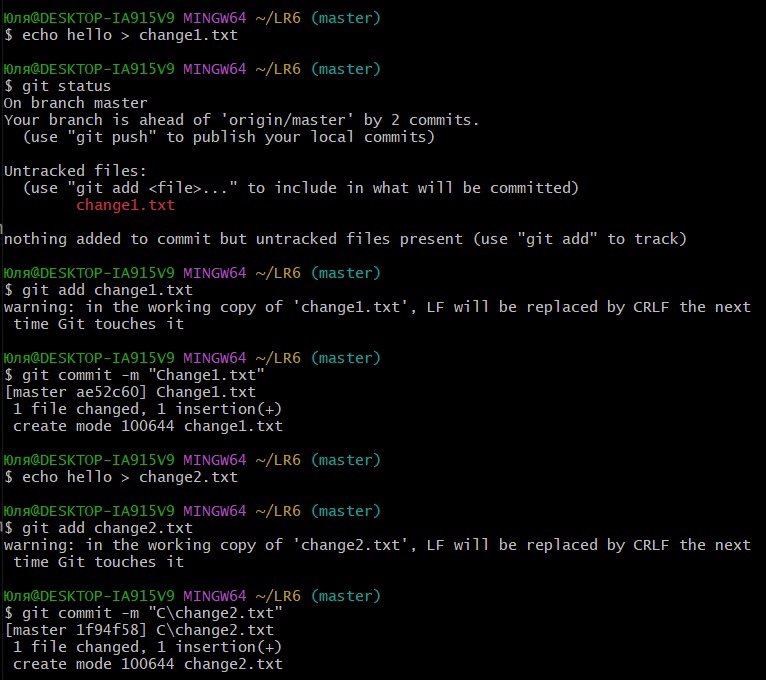 Юля@DESKTOP-IA915V9 MINGW64 ~/LR6 (master)
$ echo hello > change1.txt
Юля@DESKTOP-IA915V9 MINGW64 ~/LR6 (master)
$ git status
On branch master
Your branch is ahead of 'origin/master' by 2 commits.
  (use "git push" to publish your local commits)
Untracked files:
  (use "git add <file>..." to include in what will be committed)
        change1.txt
nothing added to commit but untracked files present (use "git add" to track)
Юля@DESKTOP-IA915V9 MINGW64 ~/LR6 (master)
$ git add change1.txt
warning: in the working copy of 'change1.txt', LF will be replaced by CRLF the next
 time Git touches it
Юля@DESKTOP-IA915V9 MINGW64 ~/LR6 (master)
$ git commit -m "Change1.txt"
[master ae52c60] Change1.txt
 1 file changed, 1 insertion(+)
 create mode 100644 change1.txt
Юля@DESKTOP-IA915V9 MINGW64 ~/LR6 (master)
$ echo hello > change2.txt
Юля@DESKTOP-IA915V9 MINGW64 ~/LR6 (master)
$ git add change2.txt
warning: in the working copy of 'change2.txt', LF will be replaced by CRLF the next
 time Git touches it
Юля@DESKTOP-IA915V9 MINGW64 ~/LR6 (master)
$ git commit -m "C\change2.txt"
[master 1f94f58] C\change2.txt
 1 file changed, 1 insertion(+)
 create mode 100644 change2.txt